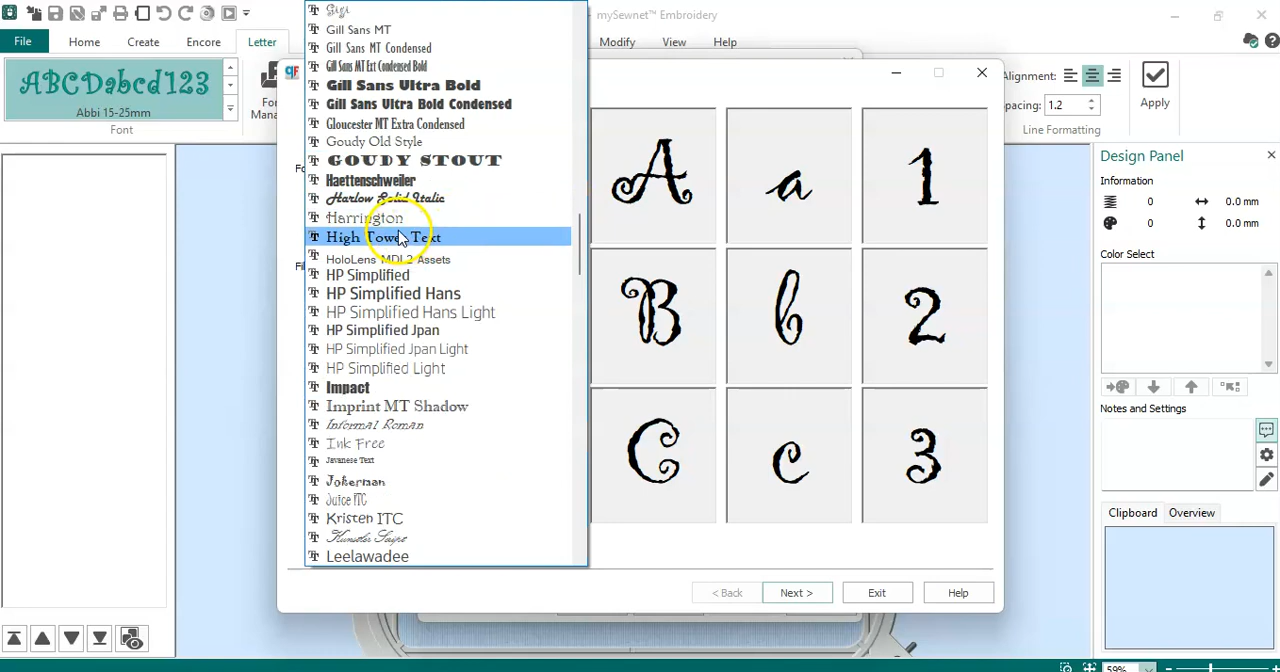 mySewnet™ Embroidery
File
Home
Create
Encore
Letter
Modify
View
Help
ABCDabcd123
Abbi 15-25mm
Font
Alignment:
1.2
Apply
Line Formatting
Gigi
Gill Sans MT
Gill Sans MT Condensed
Gill Sans MT Ext Condensed Bold
Gill Sans Ultra Bold
Gill Sans Ultra Bold Condensed
Gloucester MT Extra Condensed
Goudy Old Style
GOUDY STOUT
Haettenschweiler
Harlow Solid Italic
Harrington
High Tower Text
HoloLens MDL2 Assets
HP Simplified
HP Simplified Hans
HP Simplified Hans Light
HP Simplified Jpan
HP Simplified Jpan Light
HP Simplified Light
Impact
Imprint MT Shadow
Informal Roman
Ink Free
Javanese Text
Jokerman
Juice ITC
Kristen ITC
Kunstler Script
Leelawadee
A a 1
B b 2
C c 3
< Back
Next >
Exit
Help
Design Panel
Information
0 0.0 mm
0 0.0 mm
Color Select
Notes and Settings
Clipboard
Overview
59%